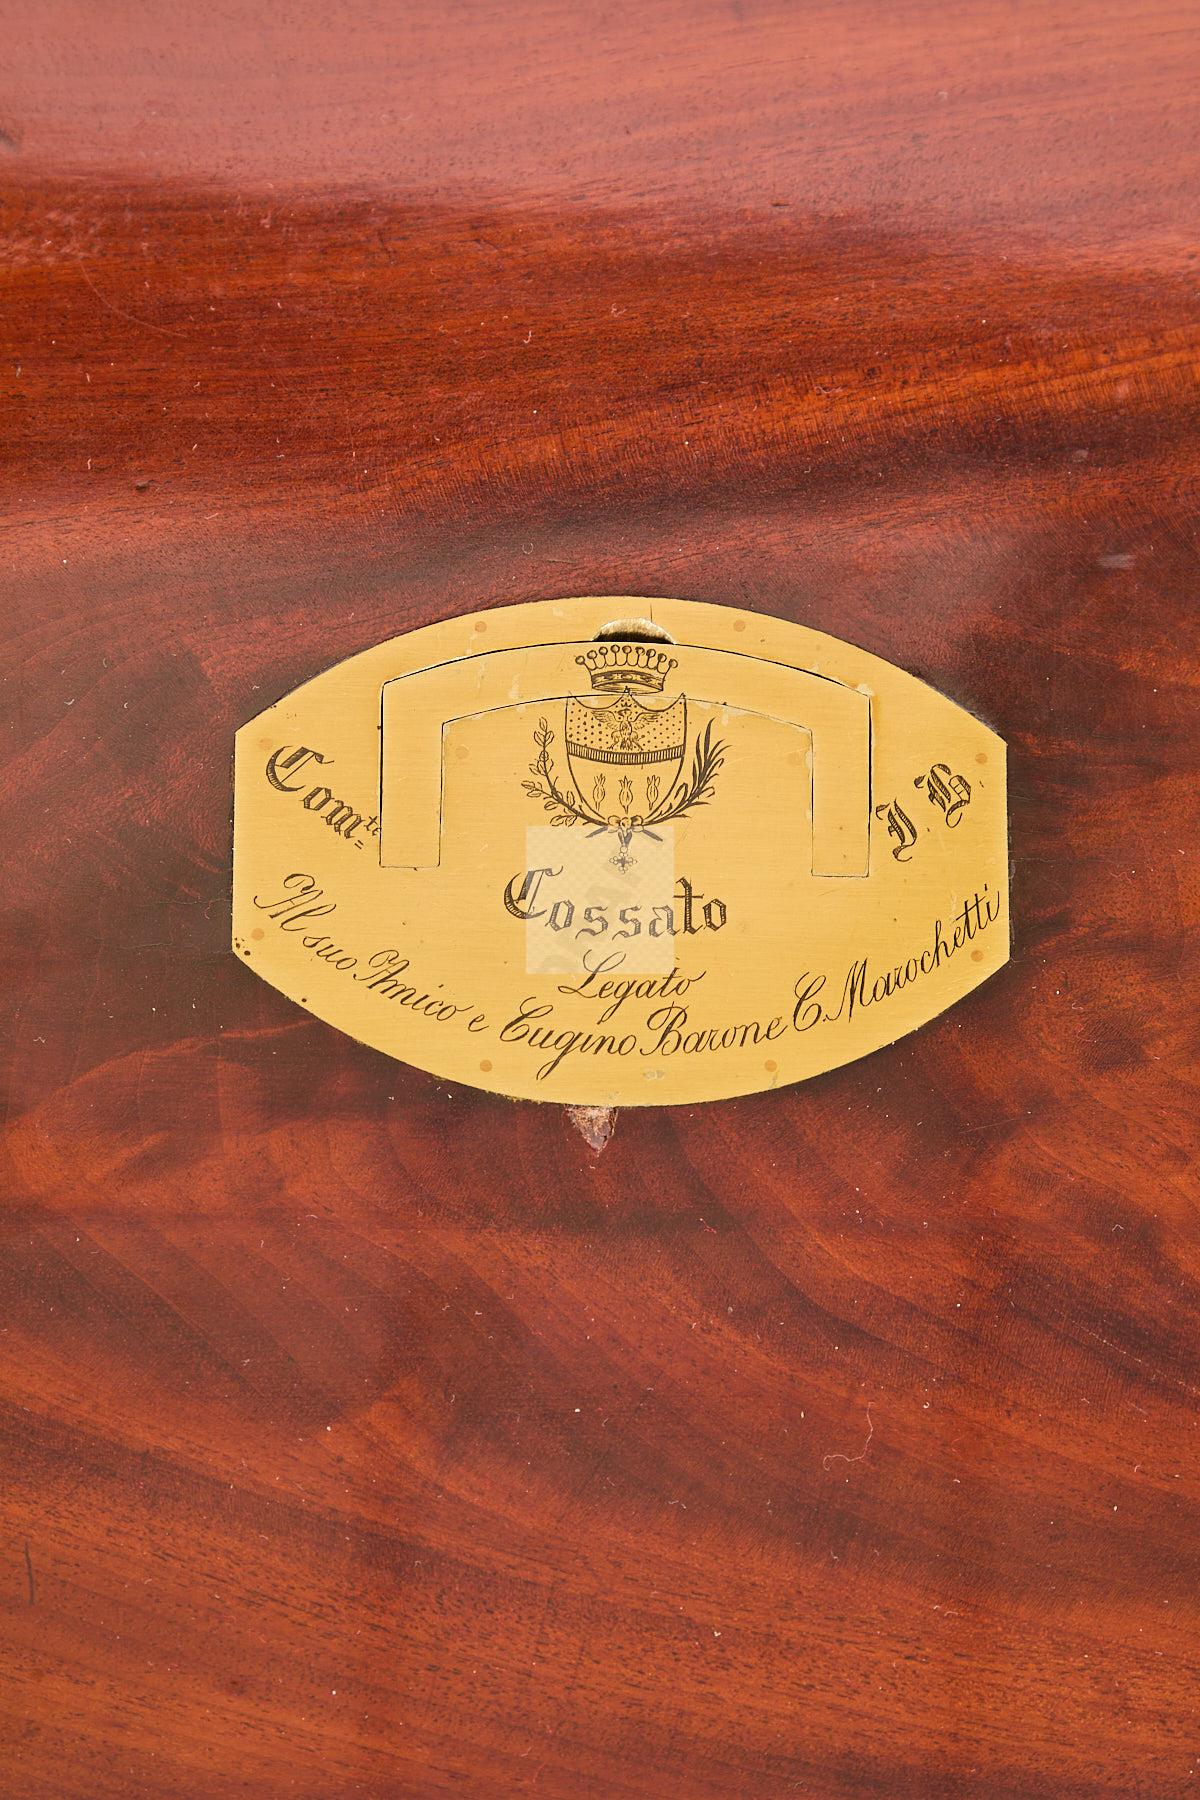 Com.te I. B.
Cossato
Legato
Al suo Amico e Cugino Barone C. Marochetti